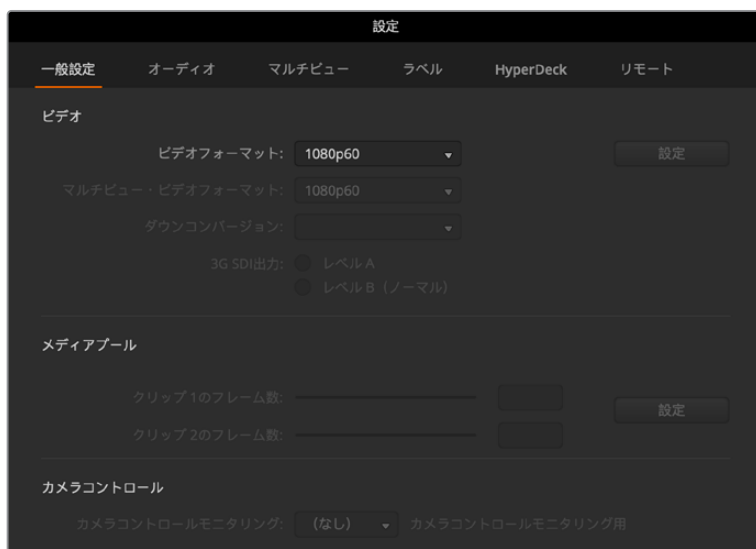 設定
一般設定 オーディオ マルチビュー ラベル HyperDeck リモート
ビデオ
ビデオフォーマット: 1080p60 設定
マルチビュー・ビデオフォーマット: 1080p60
ダウンコンバージョン:
3G SDI出力: レベル A
レベル B（ノーマル）
メディアプール
クリップ 1のフレーム数:
設定
クリップ 2のフレーム数:
カメラコントロール
カメラコントロールモニタリング: （なし） カメラコントロールモニタリング用